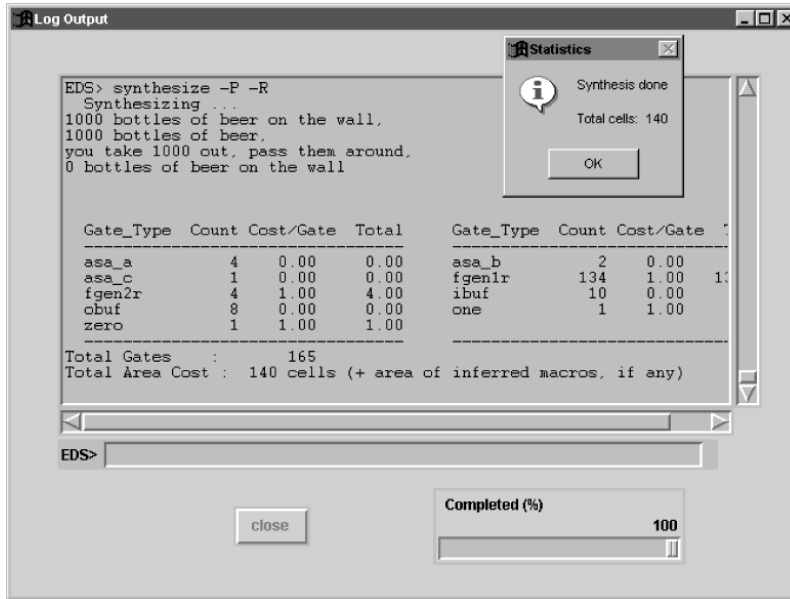 Log Output
Statistics
Synthesis done
Total cells: 140
OK
EDS> synthesize -P -R
Synthesizing ...
1000 bottles of beer on the wall,
1000 bottles of beer,
you take 1000 out, pass them around,
0 bottles of beer on the wall
Gate_Type Count Cost/Gate Total Gate_Type Count Cost/Gate
asa_a 4 0.00 0.00 asa_b 2 0.00
asa_c 1 0.00 0.00 fgen1r 134 1.00
fgen2r 4 1.00 4.00 ibuf 10 0.00
obuf 8 0.00 0.00 one 1 1.00
zero 1 1.00 1.00
Total Gates : 165
Total Area Cost : 140 cells (+ area of inferred macros, if any)
EDS>
close
Completed (%)
100